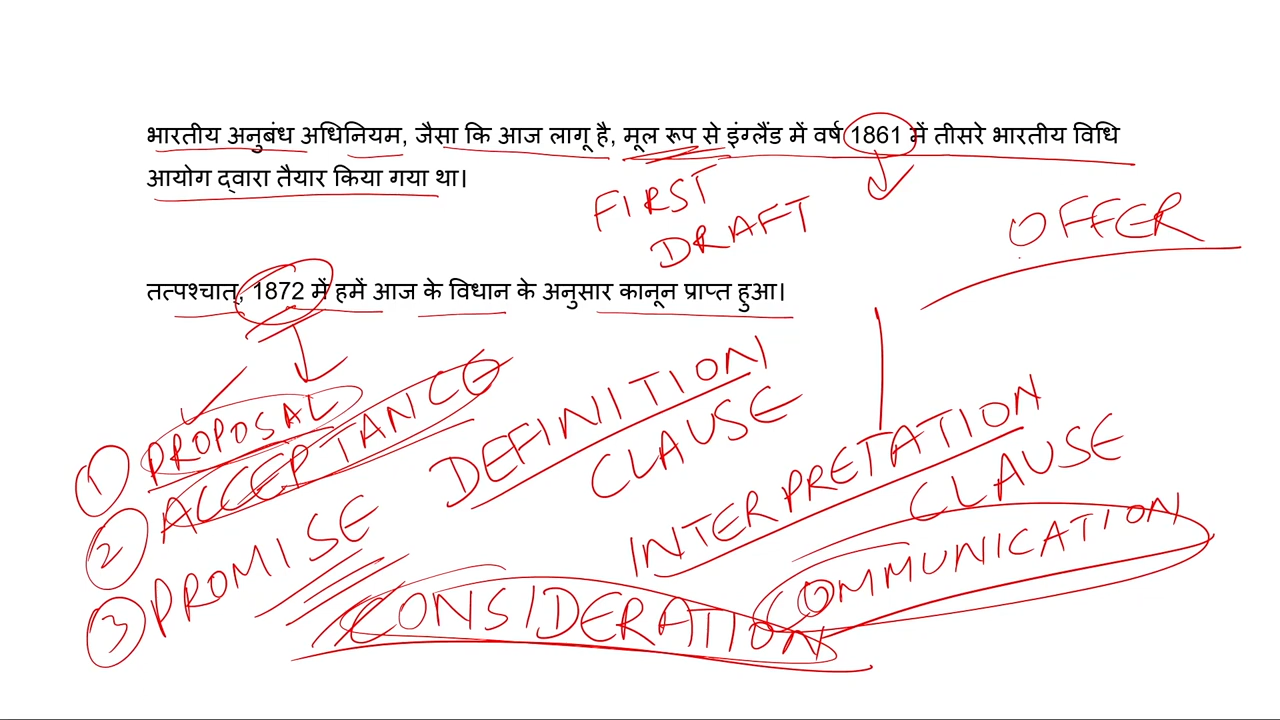 भारतीय अनुबंध अधिनियम, जैसा कि आज लागू है, मूल रूप से इंग्लैंड में वर्ष 1861 में तीसरे भारतीय विधि
आयोग द्वारा तैयार किया गया था।
FIRST
DRAFT
OFFER
तत्पश्चात, 1872 में हमें आज के विधान के अनुसार कानून प्राप्त हुआ।
1 PROPOSAL
2 ACCEPTANCE
3 PROMISE
DEFINITION
CLAUSE
INTERPRETATION
CLAUSE
COMMUNICATION
CONSIDERATION